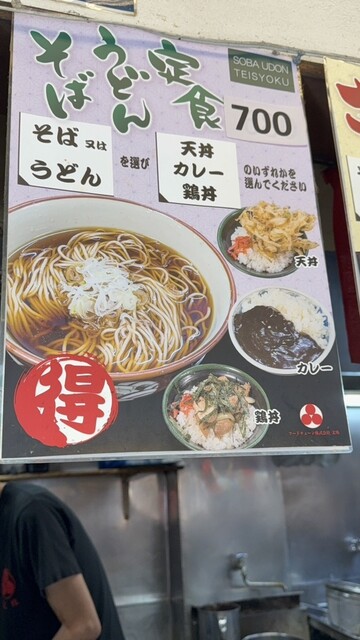 そば
うどん
定食
SOBA UDON
TEISYOKU
700
そば 又は
うどん
を選び
天丼
カレー
鶏丼
のいずれかを
選んでください
天丼
カレー
鶏丼
得